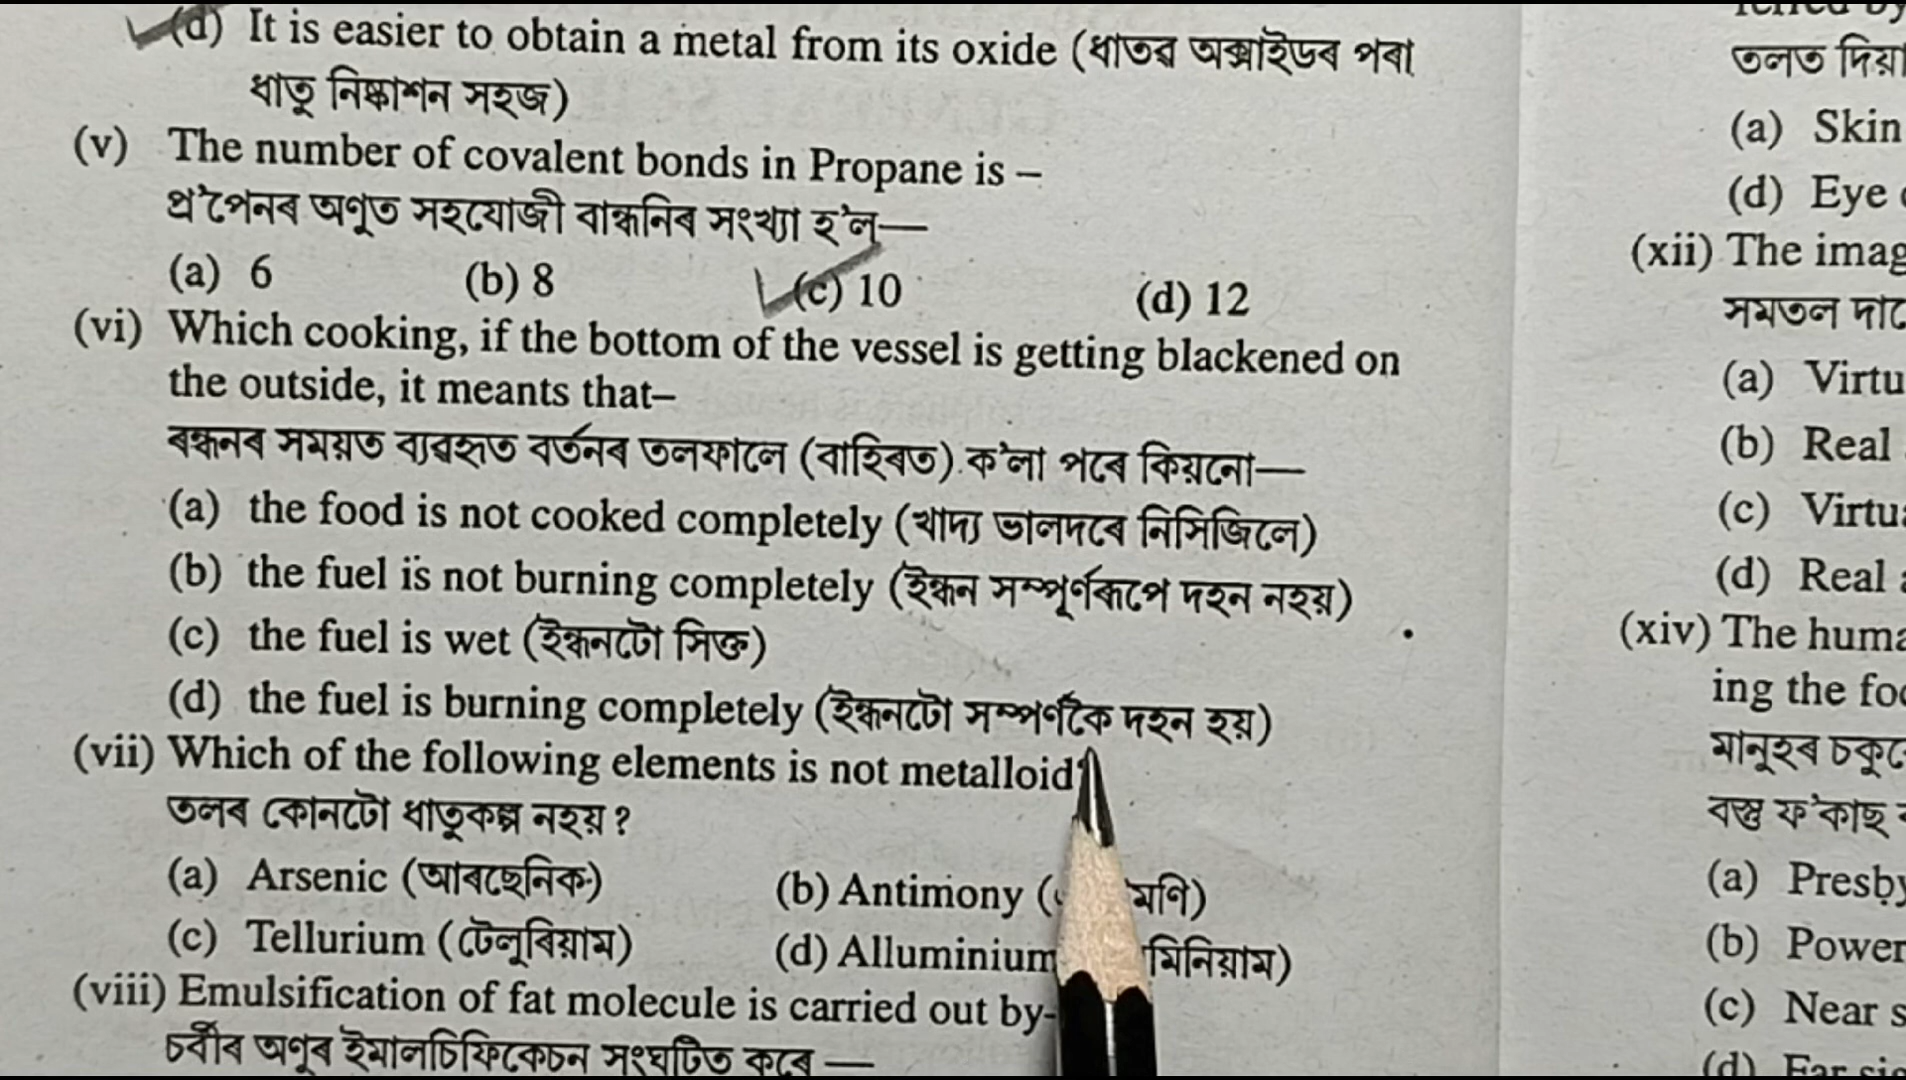 (d) It is easier to obtain a metal from its oxide (ধাতৱ অক্সাইডৰ পৰা
ধাতু নিষ্কাশন সহজ)
(v) The number of covalent bonds in Propane is –
প্ৰ'পেনৰ অণূত সহযোজী বান্ধনিৰ সংখ্যা হ'ল—
(a) 6 (b) 8 (c) 10 (d) 12
(vi) Which cooking, if the bottom of the vessel is getting blackened on
the outside, it meants that–
ৰন্ধনৰ সময়ত ব্যৱহৃত বৰ্তনৰ তলফালে (বাহিৰত) ক'লা পৰে কিয়নো—
(a) the food is not cooked completely (খাদ্য ভালদৰে নিসিজিলে)
(b) the fuel is not burning completely (ইন্ধন সম্পূৰ্ণৰূপে দহন নহয়)
(c) the fuel is wet (ইন্ধনটো সিক্ত)
(d) the fuel is burning completely (ইন্ধনটো সম্পৰ্ণকৈ দহন হয়)
(vii) Which of the following elements is not metalloid
তলৰ কোনটো ধাতুকল্প নহয় ?
(a) Arsenic (আৰছেনিক) (b) Antimony (
(c) Tellurium (টেলুৰিয়াম) (d) Alluminium
(viii) Emulsification of fat molecule is carried out by-
চৰ্বীৰ অণূৰ ইমালচিফিকেচন সংঘটিত কৰে —
তলত দিয়া
(a) Skin
(d) Eye
(xii) The imag
সমতল দাে
(a) Virtu
(b) Real
(c) Virtu
(d) Real
(xiv) The huma
ing the foc
মানুহৰ চকুে
বস্তু ফ'কাছ
(a) Presby
(b) Power
(c) Near s
(d) Far sig